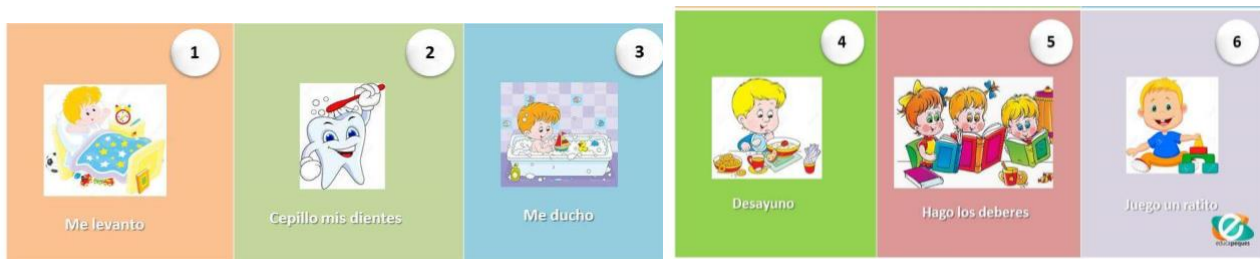 1
Me levanto
2
Cepillo mis dientes
3
Me ducho
4
Desayuno
5
Hago los deberes
6
Juego un ratito
educapeques